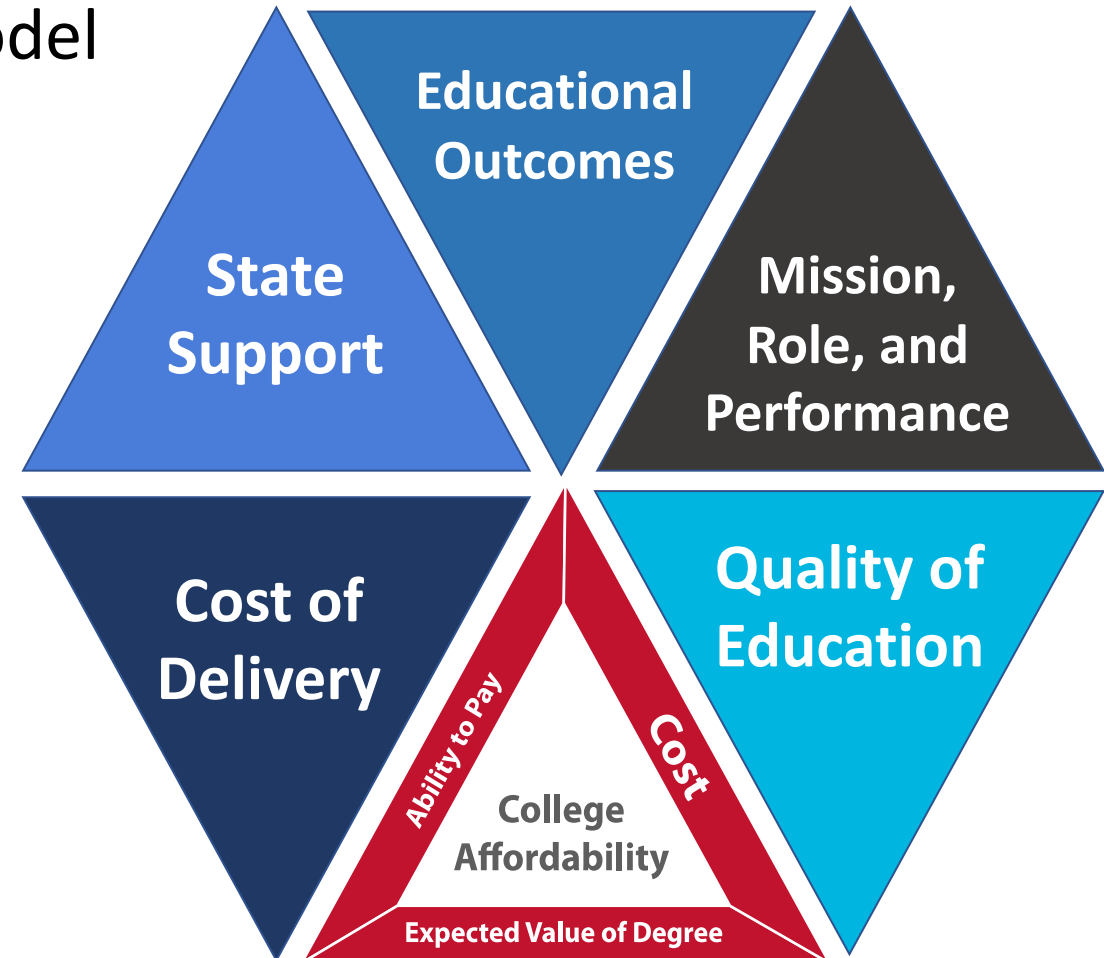 odel
Educational
Outcomes
State
Support
Mission,
Role, and
Performance
Cost of
Delivery
Quality of
Education
Ability to Pay
Cost
College
Affordability
Expected Value of Degree